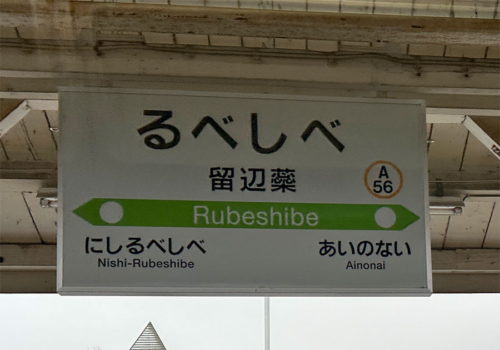 るべしべ
留辺蘂
A
56
Rubeshibe
にしるべしべ
Nishi-Rubeshibe
あいのない
Ainonai